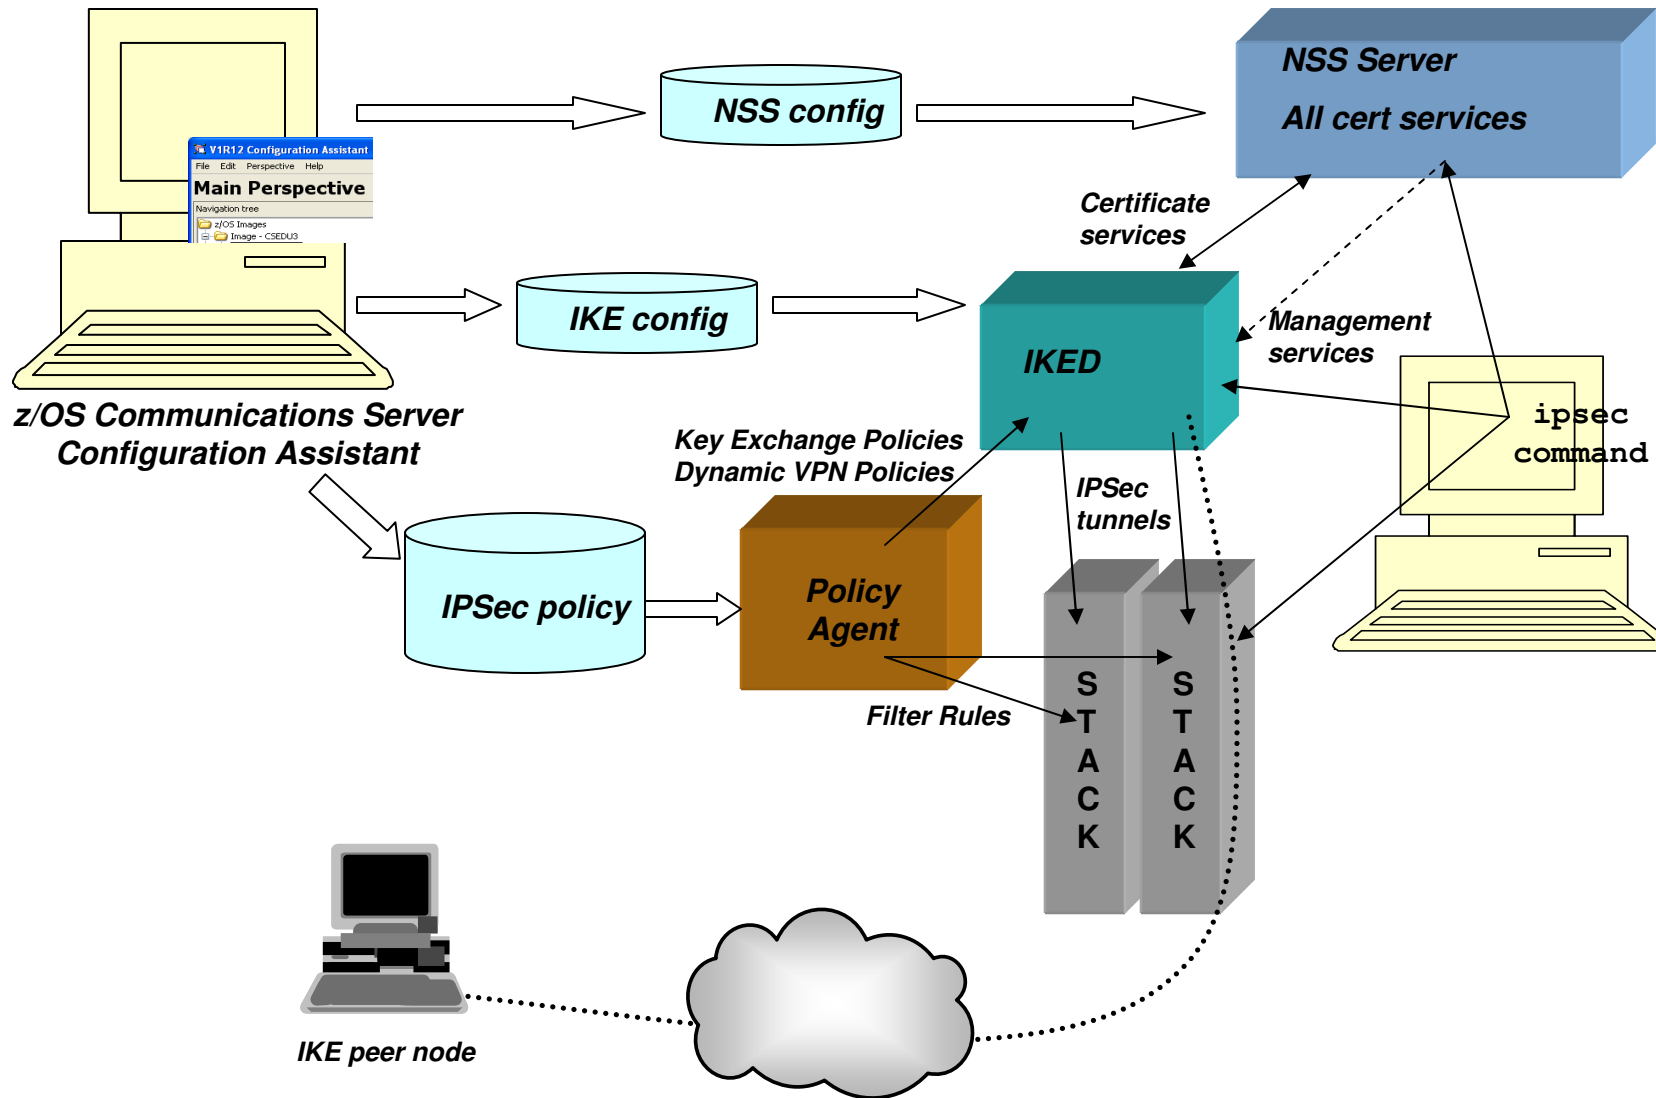 NSS config
NSS Server
All cert services
V1R12 Configuration Assistant
File Edit Perspective Help
Main Perspective
Navigation tree
z/OS Images
Image - CSEDU3
Certificate
services
IKE config
IKED
Management
services
z/OS Communications Server
Configuration Assistant
ipsec
command
Key Exchange Policies
Dynamic VPN Policies
IPSec
tunnels
IPSec policy
Policy
Agent
Filter Rules
STACK
STACK
IKE peer node